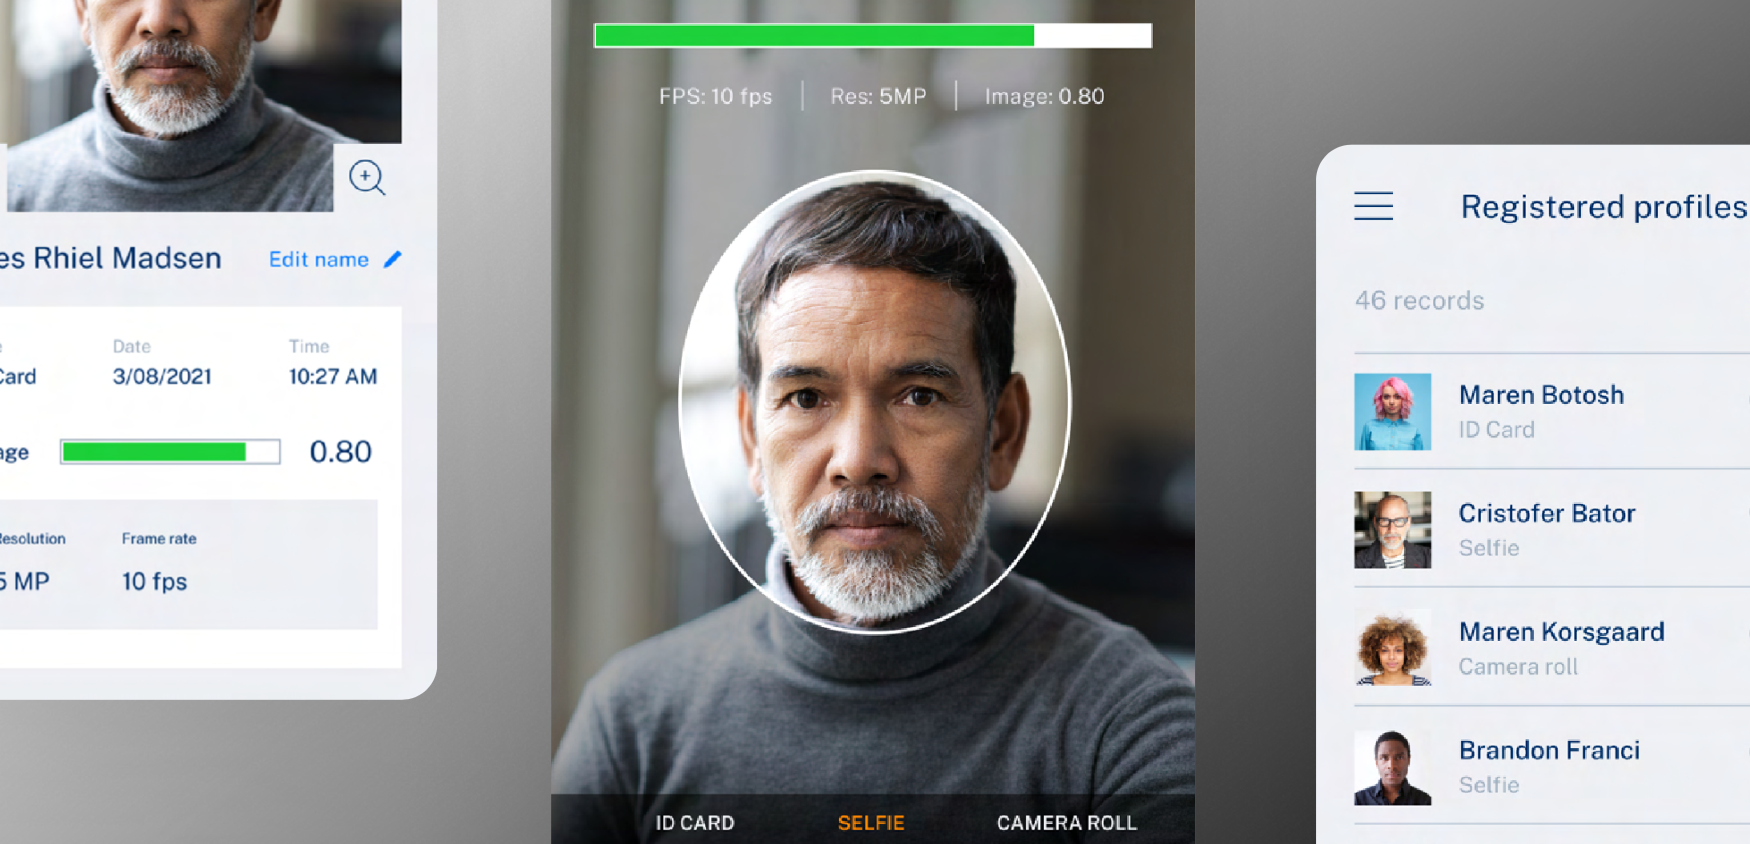 es Rhiel Madsen
Edit name
e Date Time
Card 3/08/2021 10:27 AM
age 0.80
Resolution Frame rate
5 MP 10 fps
FPS: 10 fps | Res: 5MP | Image: 0.80
ID CARD SELFIE CAMERA ROLL
Registered profiles
46 records
Maren Botosh
ID Card
Cristofer Bator
Selfie
Maren Korsgaard
Camera roll
Brandon Franci
Selfie